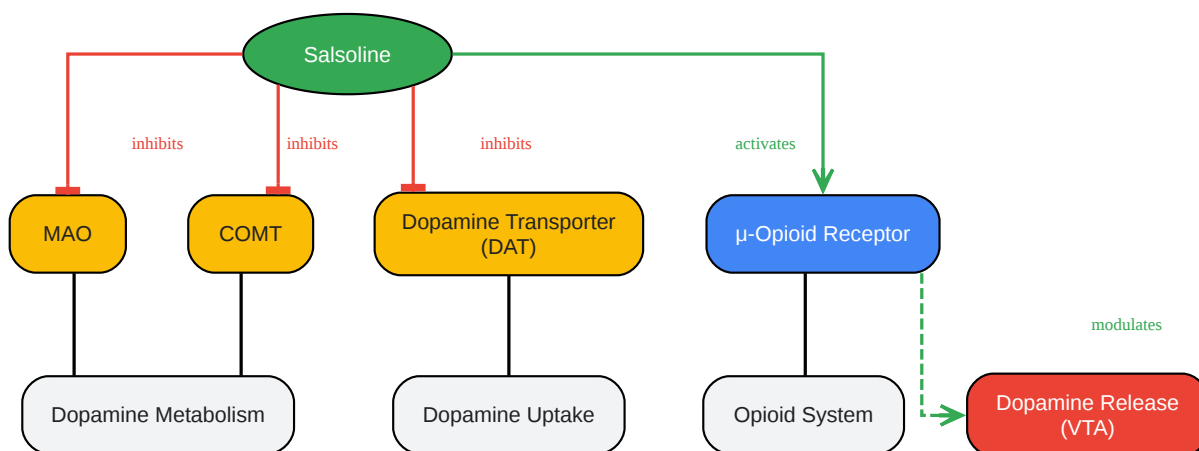 Salsoline
inhibits
inhibits
inhibits
activates
MAO
COMT
Dopamine Transporter
(DAT)
μ-Opioid Receptor
modulates
Dopamine Metabolism
Dopamine Uptake
Opioid System
Dopamine Release
(VTA)